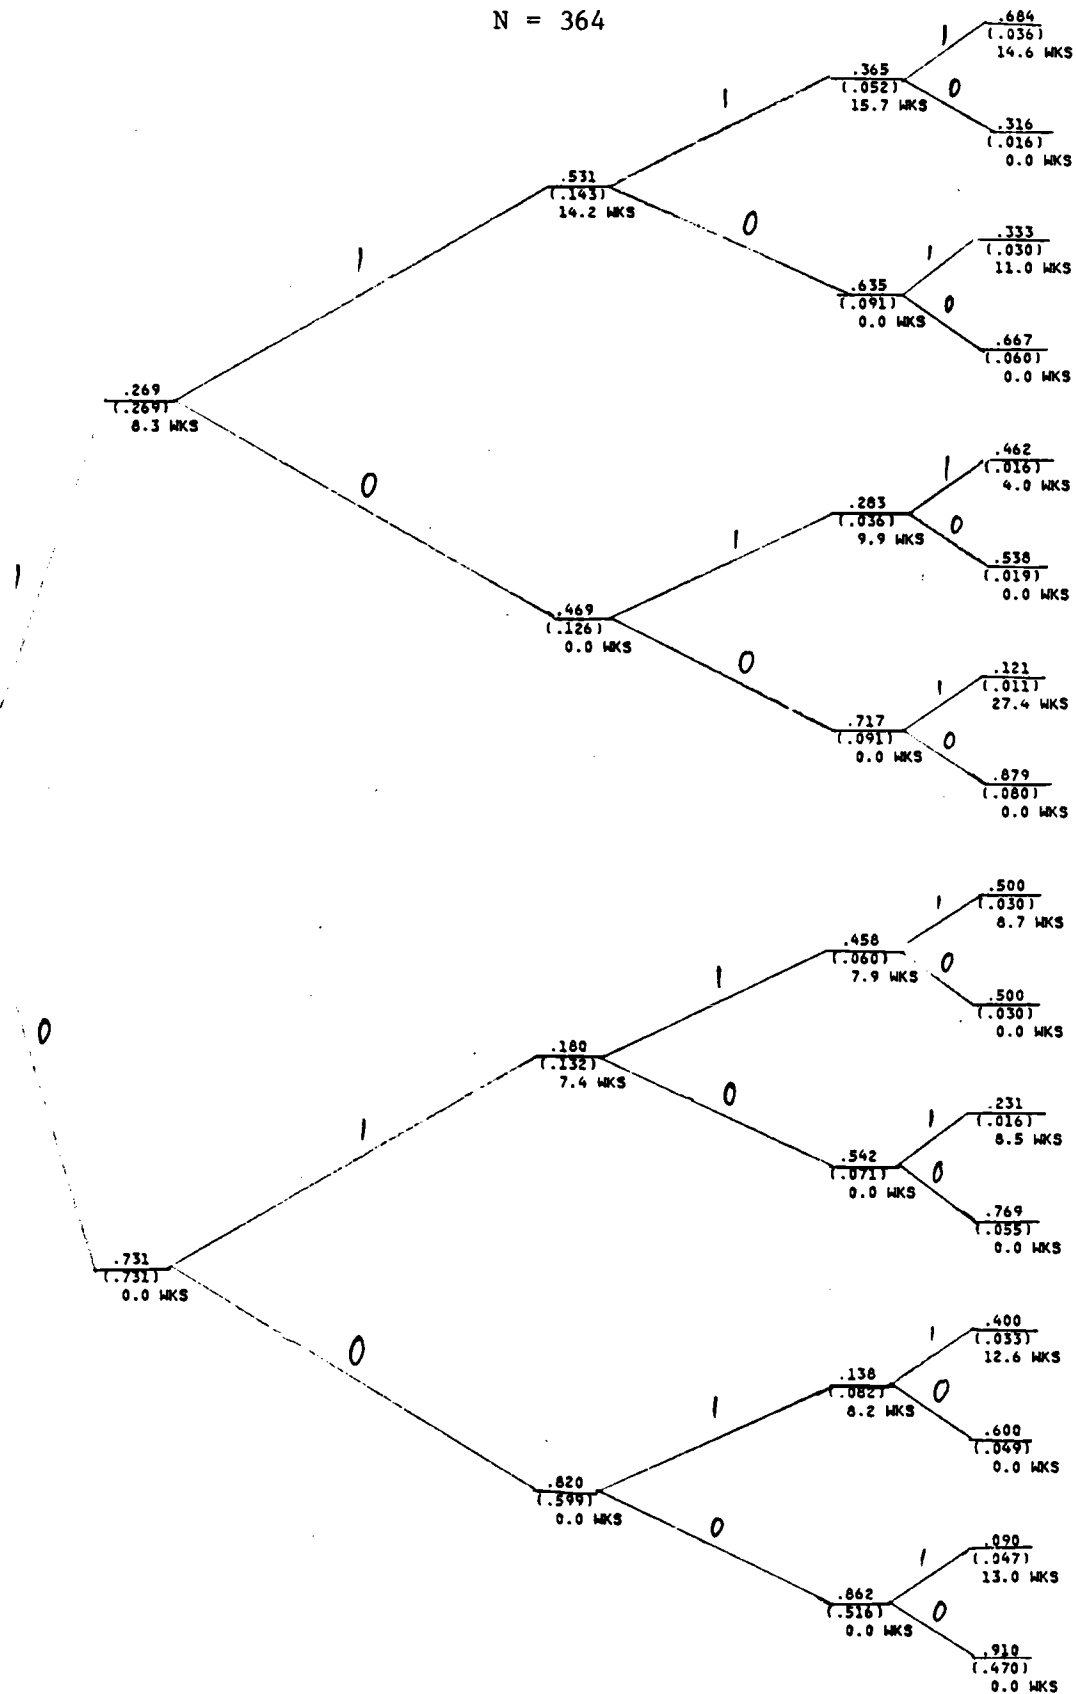 N = 364
.684
(.036)
14.6 WKS
1
.365
(.052)
15.7 WKS
0
.316
(.016)
0.0 WKS
1
.531
(.143)
14.2 WKS
0
.333
(.030)
11.0 WKS
1
.635
(.091)
0.0 WKS
0
.667
(.060)
0.0 WKS
1
.269
(.269)
8.3 WKS
0
.462
(.016)
4.0 WKS
1
.283
(.036)
9.9 WKS
0
.538
(.019)
0.0 WKS
1
1
.469
(.126)
0.0 WKS
0
.121
(.011)
27.4 WKS
1
.717
(.091)
0.0 WKS
0
.879
(.080)
0.0 WKS
.500
(.030)
8.7 WKS
1
.458
(.060)
7.9 WKS
0
.500
(.030)
0.0 WKS
1
0
.180
(.132)
7.4 WKS
0
.231
(.016)
8.5 WKS
1
.542
(.071)
0.0 WKS
0
.769
(.055)
0.0 WKS
1
.731
(.731)
0.0 WKS
0
.400
(.033)
12.6 WKS
1
.138
(.082)
8.2 WKS
0
.600
(.049)
0.0 WKS
1
.820
(.599)
0.0 WKS
0
.090
(.047)
13.0 WKS
1
.862
(.516)
0.0 WKS
0
.910
(.470)
0.0 WKS